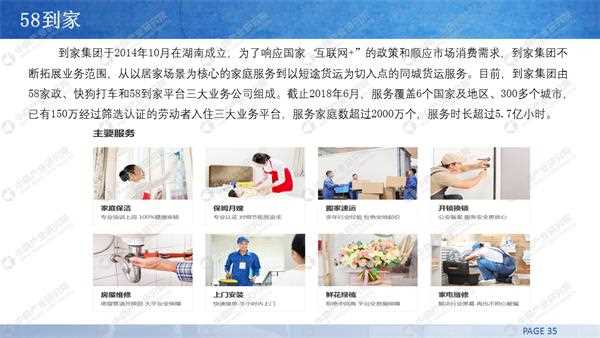 58到家
到家集团于2014年10月在湖南成立，为了响应国家“互联网+”的政策和顺应市场消费需求，到家集团不
断拓展业务范围，从以居家场景为核心的家庭服务到以短途货运为切入点的同城货运服务。目前，到家集团由
58家政、快狗打车和58到家平台三大业务公司组成。截止2018年6月，服务覆盖6个国家及地区、300多个城市，
已有150万经过筛选认证的劳动者入住三大业务平台，服务家庭数超过2000万个，服务时长超过5.7亿小时。
主要服务
家庭保洁
保姆月嫂
搬家速运
开锁换锁
房屋维修
上门安装
鲜花绿植
家电维修
PAGE 35